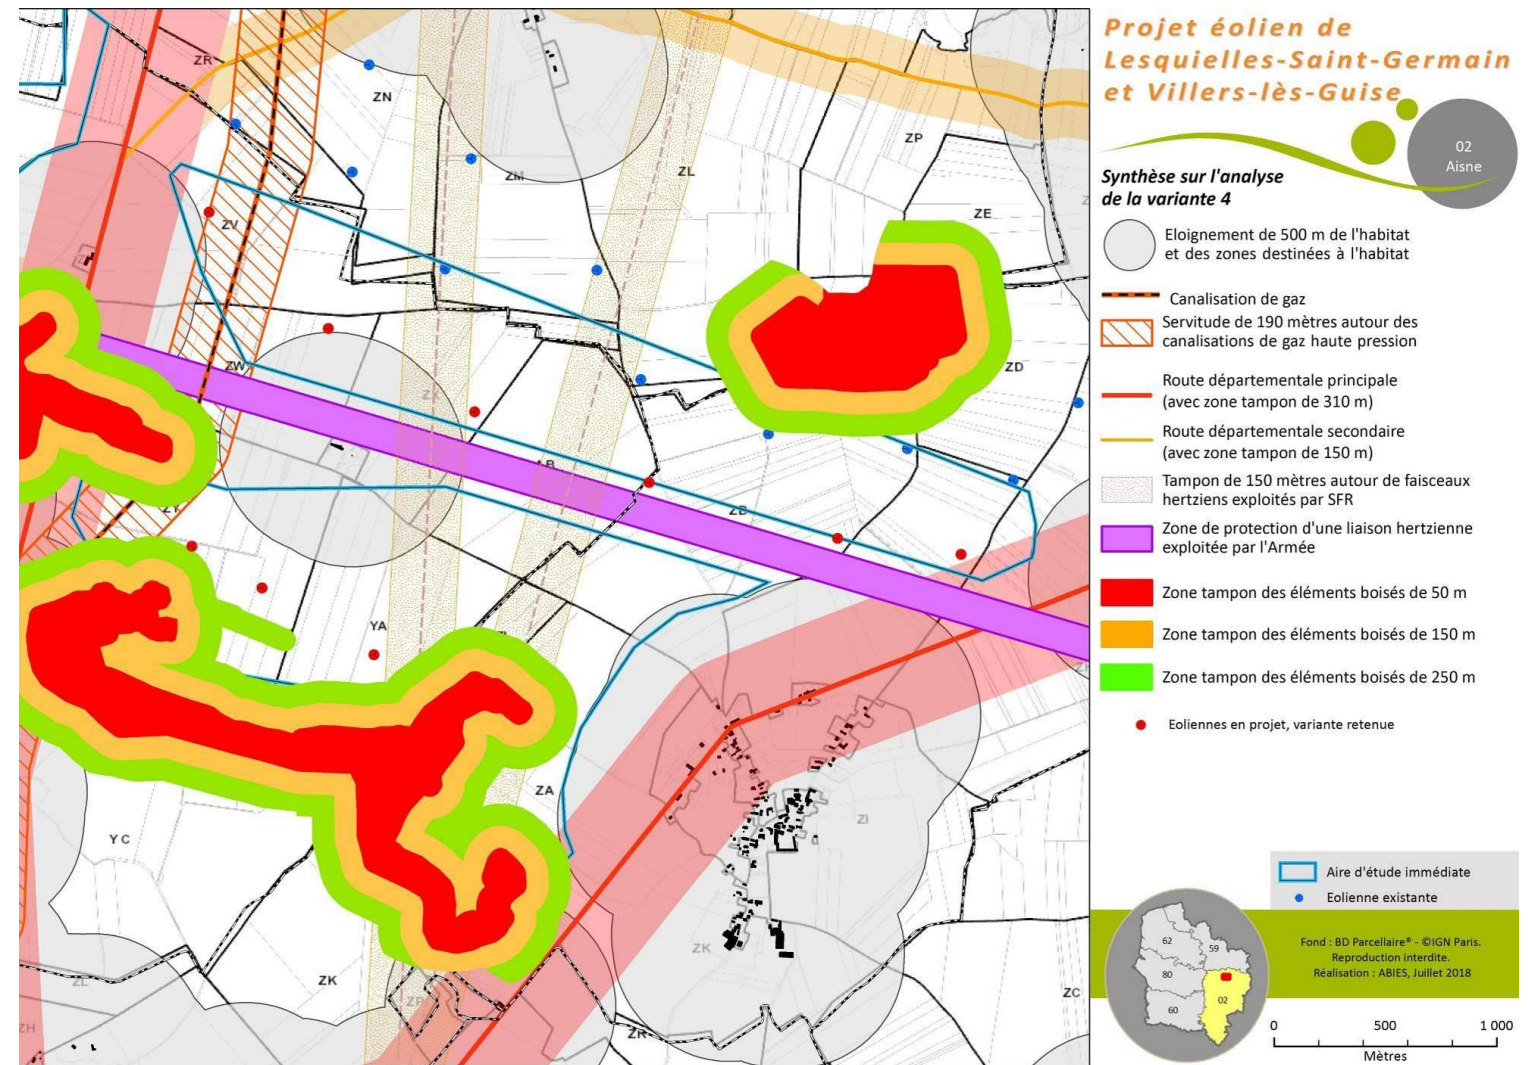 Projet éolien de
Lesquielles-Saint-Germain
et Villers-lès-Guise
02
Aisne
Synthèse sur l'analyse
de la variante 4
Eloignement de 500 m de l'habitat
et des zones destinées à l'habitat
Canalisation de gaz
Servitude de 190 mètres autour des
canalisations de gaz haute pression
Route départementale principale
(avec zone tampon de 310 m)
Route départementale secondaire
(avec zone tampon de 150 m)
Tampon de 150 mètres autour de faisceaux
hertziens exploités par SFR
Zone de protection d'une liaison hertzienne
exploitée par l'Armée
Zone tampon des éléments boisés de 50 m
Zone tampon des éléments boisés de 150 m
Zone tampon des éléments boisés de 250 m
Eoliennes en projet, variante retenue
Aire d'étude immédiate
Eolienne existante
Fond : BD Parcellaire® - ©IGN Paris.
Reproduction interdite.
Réalisation : ABIES, Juillet 2018
62
59
80
02
60
0 500 1 000
Mètres
ZR
ZN
ZP
ZM
ZL
ZE
ZV
ZD
ZW
ZX
ZB
ZY
YA
ZA
YC
ZI
ZK
ZK
ZL
ZP
ZC
ZH
ZR